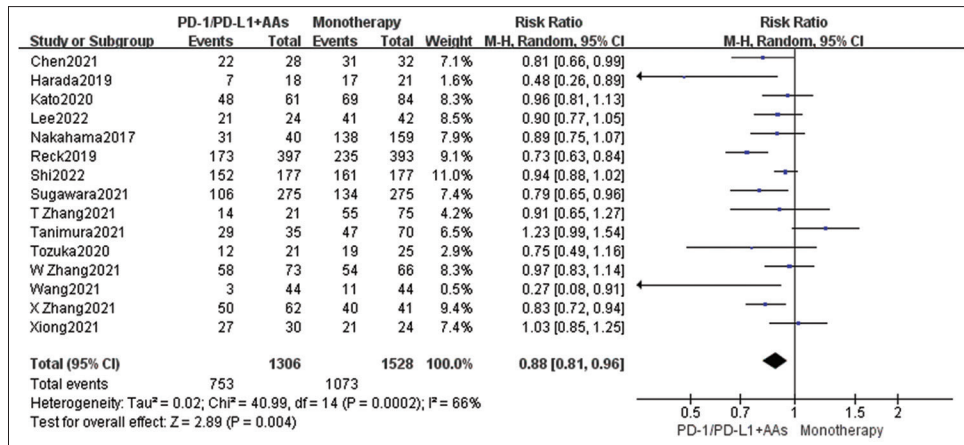 PD-1/PD-L1+AAs Monotherapy Risk Ratio Risk Ratio
Study or Subgroup Events Total Events Total Weight M-H, Random, 95% CI M-H, Random, 95% CI
Chen2021 22 28 31 32 7.1% 0.81 [0.66, 0.99]
Harada2019 7 18 17 21 1.6% 0.48 [0.26, 0.89]
Kato2020 48 61 69 84 8.3% 0.96 [0.81, 1.13]
Lee2022 21 24 41 42 8.5% 0.90 [0.77, 1.05]
Nakahama2017 31 40 138 159 7.9% 0.89 [0.75, 1.07]
Reck2019 173 397 235 393 9.1% 0.73 [0.63, 0.84]
Shi2022 152 177 161 177 11.0% 0.94 [0.88, 1.02]
Sugawara2021 106 275 134 275 7.4% 0.79 [0.65, 0.96]
T Zhang2021 14 21 55 75 4.2% 0.91 [0.65, 1.27]
Tanimura2021 29 35 47 70 6.5% 1.23 [0.99, 1.54]
Tozuka2020 12 21 19 25 2.5% 0.75 [0.49, 1.16]
W Zhang2021 58 73 54 66 8.3% 0.97 [0.83, 1.14]
Wang2021 3 44 11 44 0.5% 0.27 [0.08, 0.91]
X Zhang2021 50 62 40 41 9.6% 0.83 [0.72, 0.94]
Xiong2021 27 30 21 24 7.4% 1.03 [0.85, 1.25]
Total (95% CI) 1306 1528 100.0% 0.88 [0.81, 0.96]
Total events 753 1073
Heterogeneity: Tau² = 0.02; Chi² = 40.99, df = 14 (P = 0.0002); I² = 66%
Test for overall effect: Z = 2.89 (P = 0.004)
0.5 0.7 1 1.5 2
PD-1/PD-L1+AAs Monotherapy